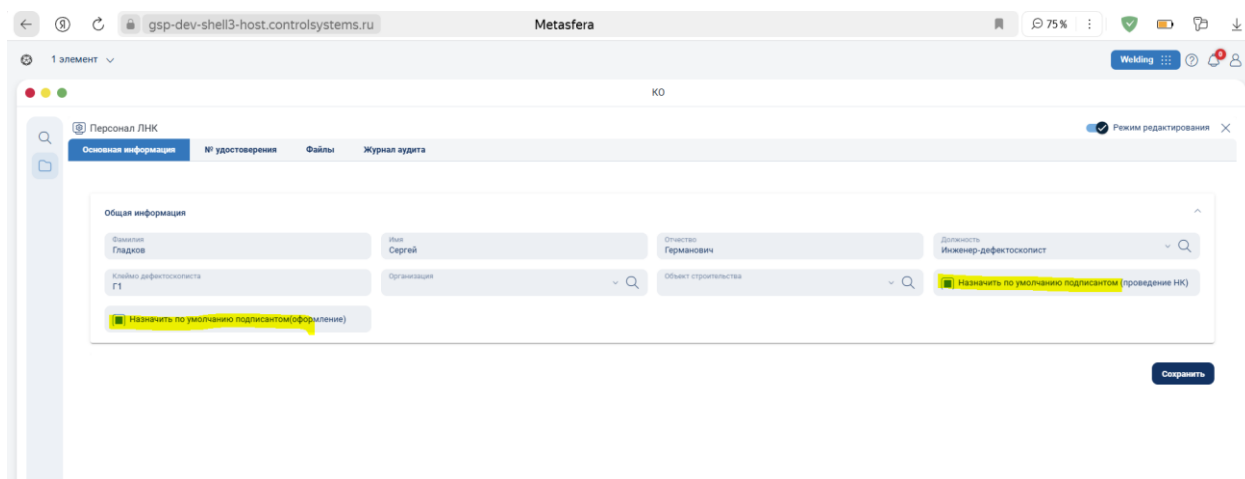 gsp-dev-shell3-host.controlsystems.ru Metasfera 75 %
1 элемент Welding 0
КО
Персонал ЛНК Режим редактирования
Основная информация № удостоверения Файлы Журнал аудита
Общая информация
Фамилия Имя Отчество Должность
Гладков Сергей Германович Инженер-дефектоскопист
Клеймо дефектоскописта Организация Объект строительства
Г1 Назначить по умолчанию подписантом (проведение НК)
Назначить по умолчанию подписантом(оформление)
Сохранить